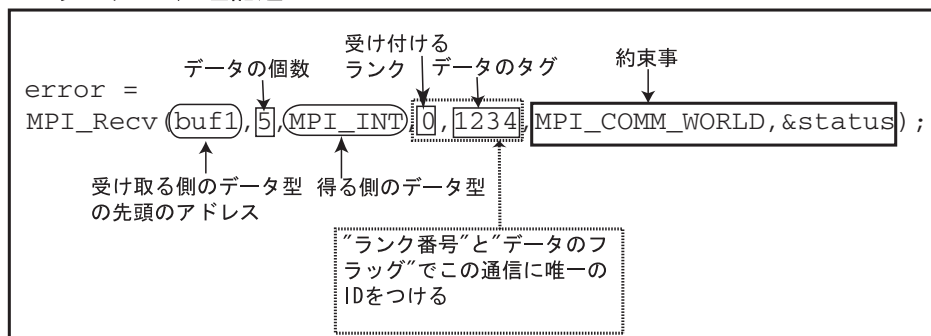 受け付ける
ランク
データの個数
データのタグ
約束事
error =
MPI_Recv(buf1,5,MPI_INT,0,1234,MPI_COMM_WORLD,&status);
受け取る側のデータ型
の先頭のアドレス
得る側のデータ型
"ランク番号"と"データのフ
ラッグ"でこの通信に唯一の
IDをつける